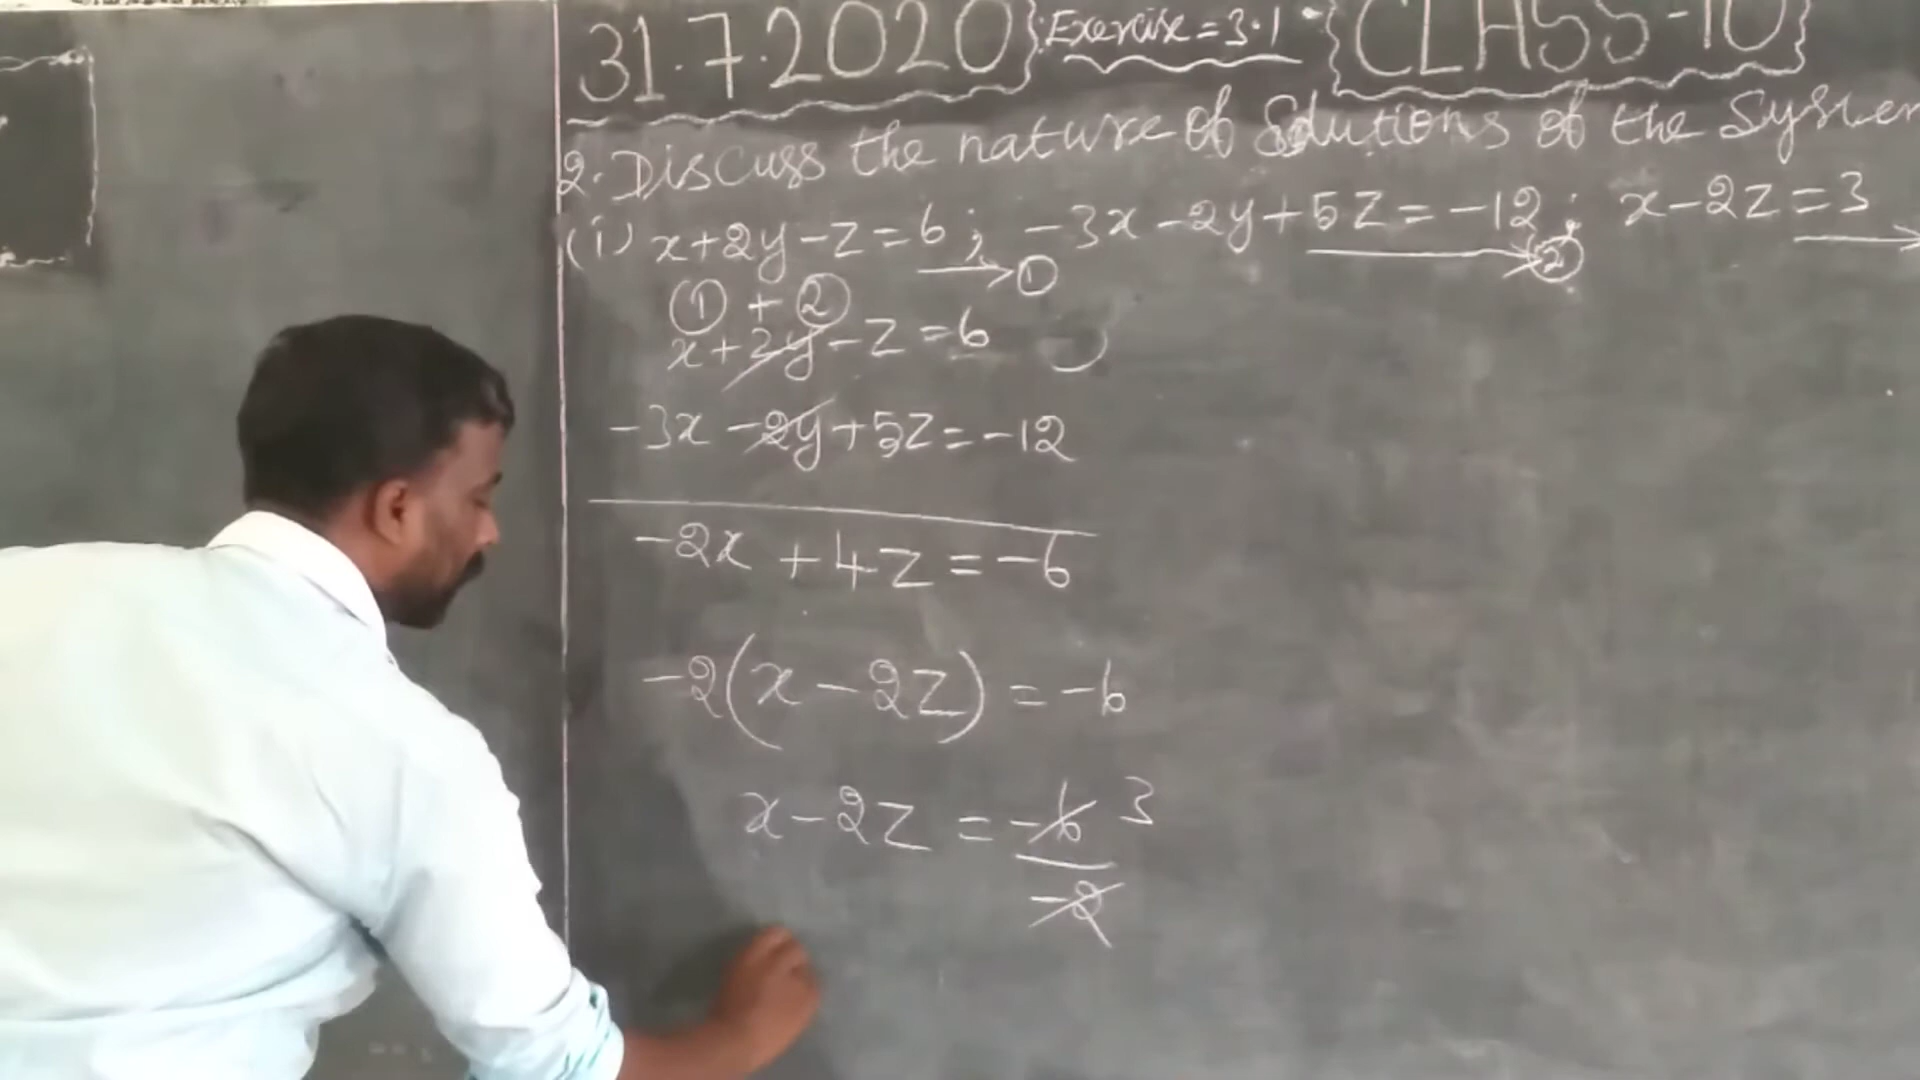 31.7.2020 Exercise = 3.1 CLASS-10
2. Discuss the nature of Solutions of the System
(i) x+2y-z=6; → ① -3x-2y+5z=-12; → ② x-2z=3 →
① + ②
x+2y-z=6
-3x-2y+5z=-12
-2x+4z=-6
-2(x-2z)=-6
x-2z = -6 3
-2